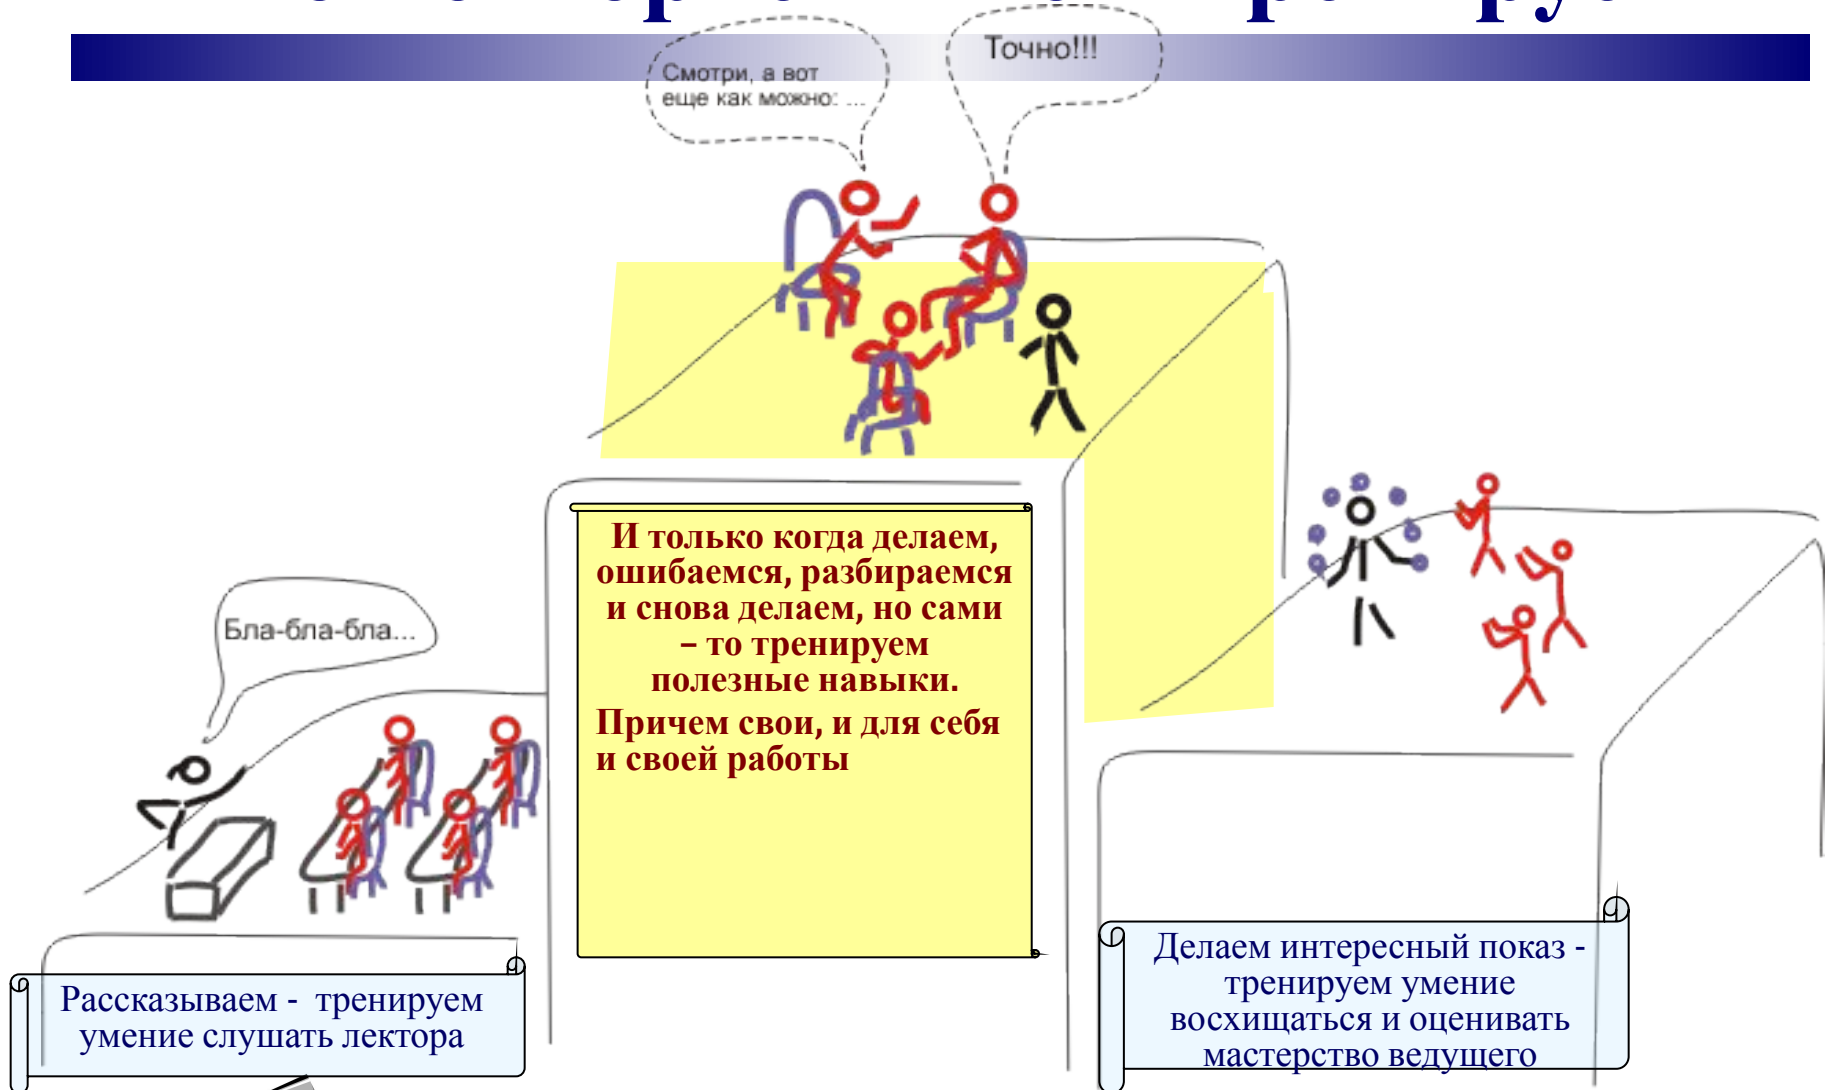 Точно!!!
Смотри, а вот
еще как можно: ...
И только когда делаем,
ошибаемся, разбираемся
и снова делаем, но сами
– то тренируем
полезные навыки.
Причем свои, и для себя
и своей работы
Бла-бла-бла...
Рассказываем - тренируем
умение слушать лектора
Делаем интересный показ -
тренируем умение
восхищаться и оценивать
мастерство ведущего